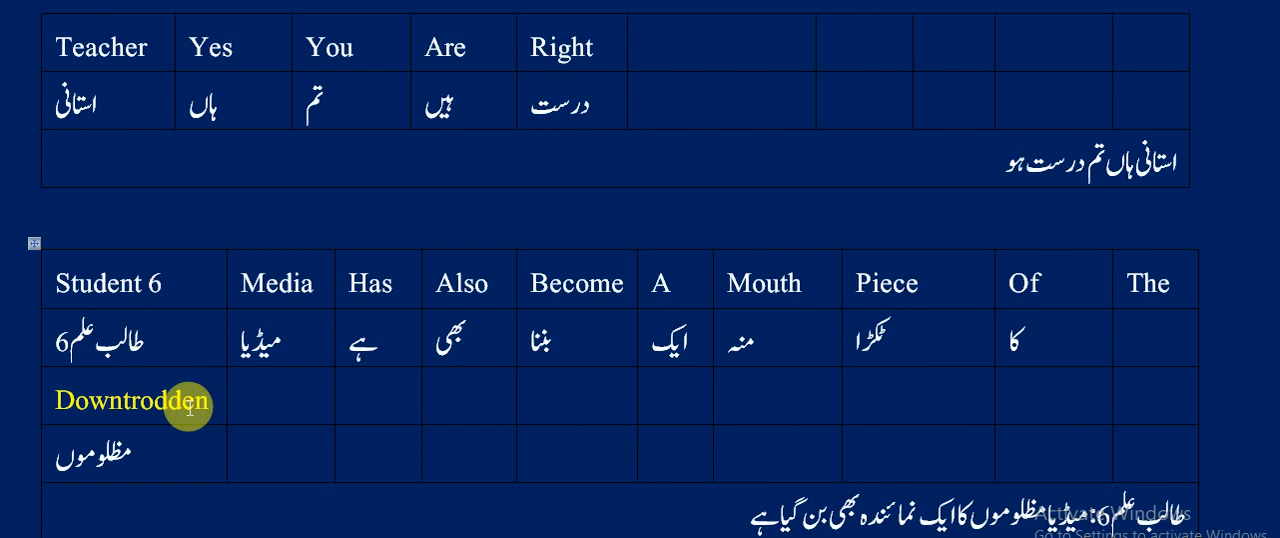 Teacher Yes You Are Right
استانی ہاں تم ہیں درست
استانی ہاں تم درست ہو
Student 6 Media Has Also Become A Mouth Piece Of The
طالب علم6 میڈیا ہے بھی بننا ایک منہ ٹکڑا کا
Downtrodden
مظلوموں
طالب علم6:میڈیا مظلوموں کا ایک نمائندہ بھی بن گیا ہے
Activate Windows
Go to Settings to activate Windows.